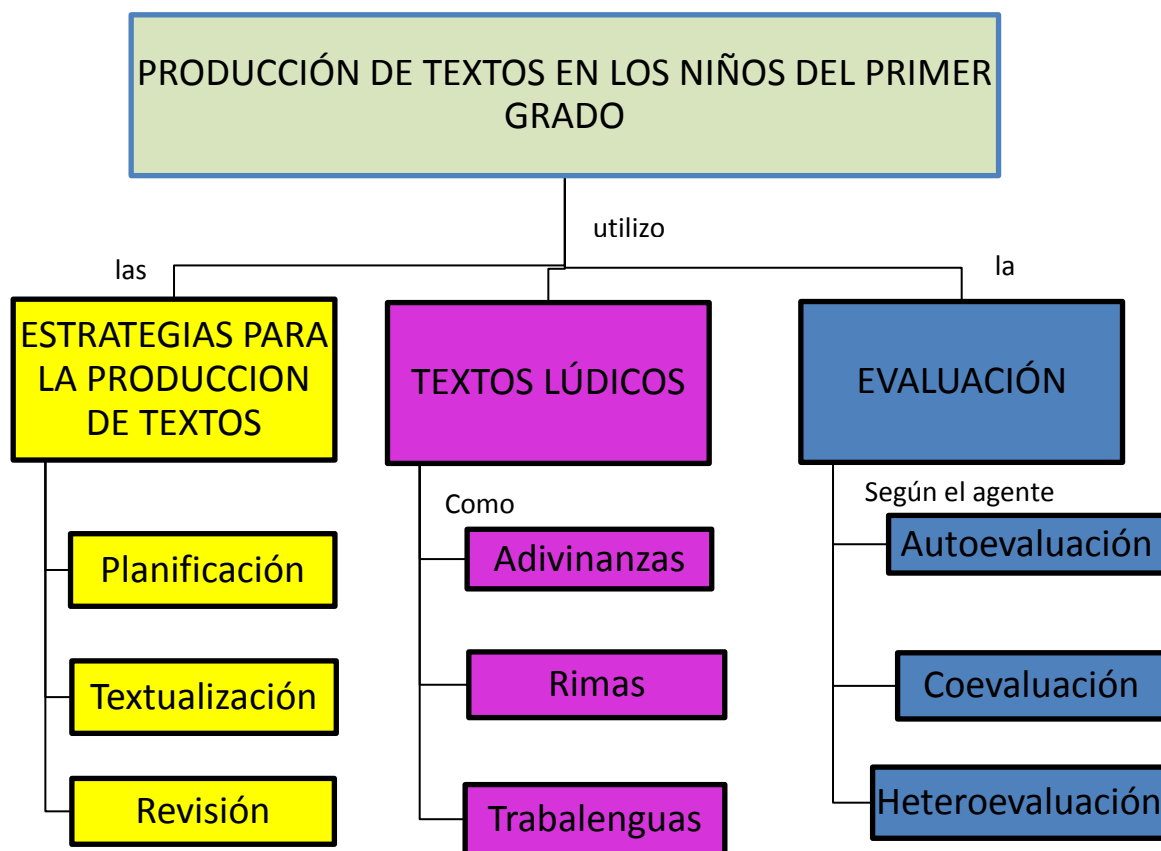 PRODUCCIÓN DE TEXTOS EN LOS NIÑOS DEL PRIMER
GRADO
utilizo
las
la
ESTRATEGIAS PARA
LA PRODUCCION
DE TEXTOS
TEXTOS LÚDICOS
EVALUACIÓN
Planificación
Textualización
Revisión
Como
Adivinanzas
Rimas
Trabalenguas
Según el agente
Autoevaluación
Coevaluación
Heteroevaluación